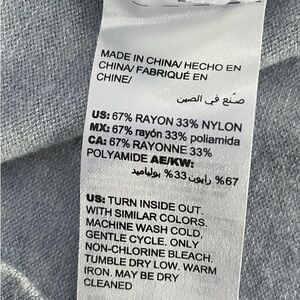 MADE IN CHINA/ HECHO EN
CHINA/ FABRIQUÉ EN
CHINE/
صنع في الصين
US: 67% RAYON 33% NYLON
MX: 67% rayón 33% poliamida
CA: 67% RAYONNE 33%
POLYAMIDE AE/KW:
67% رايون 33% بولياميد
US: TURN INSIDE OUT.
WITH SIMILAR COLORS.
MACHINE WASH COLD,
GENTLE CYCLE. ONLY
NON-CHLORINE BLEACH.
TUMBLE DRY LOW. WARM
IRON. MAY BE DRY
CLEANED